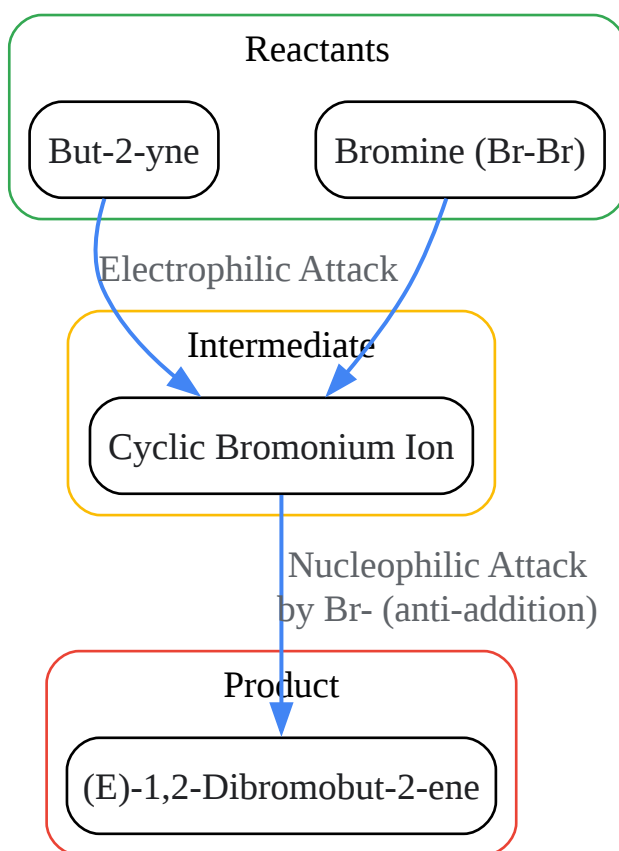 Reactants
But-2-yne
Bromine (Br-Br)
Electrophilic Attack
Intermediate
Cyclic Bromonium Ion
Nucleophilic Attack
by Br- (anti-addition)
Product
(E)-1,2-Dibromobut-2-ene